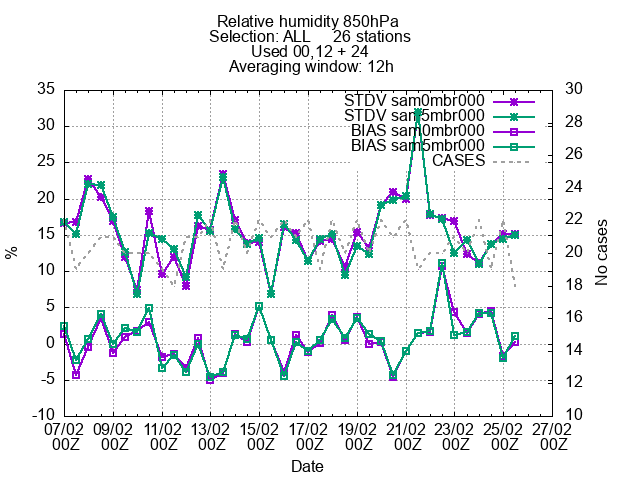 Relative humidity 850hPa
Selection: ALL 26 stations
Used 00,12 + 24
Averaging window: 12h
STDV sam0mbr000
STDV sam5mbr000
BIAS sam0mbr000
BIAS sam5mbr000
CASES
35
30
25
20
15
10
5
0
-5
-10
%
30
28
26
24
22
20
18
16
14
12
10
No cases
07/02 09/02 11/02 13/02 15/02 17/02 19/02 21/02 23/02 25/02 27/02
00Z 00Z 00Z 00Z 00Z 00Z 00Z 00Z 00Z 00Z 00Z
Date